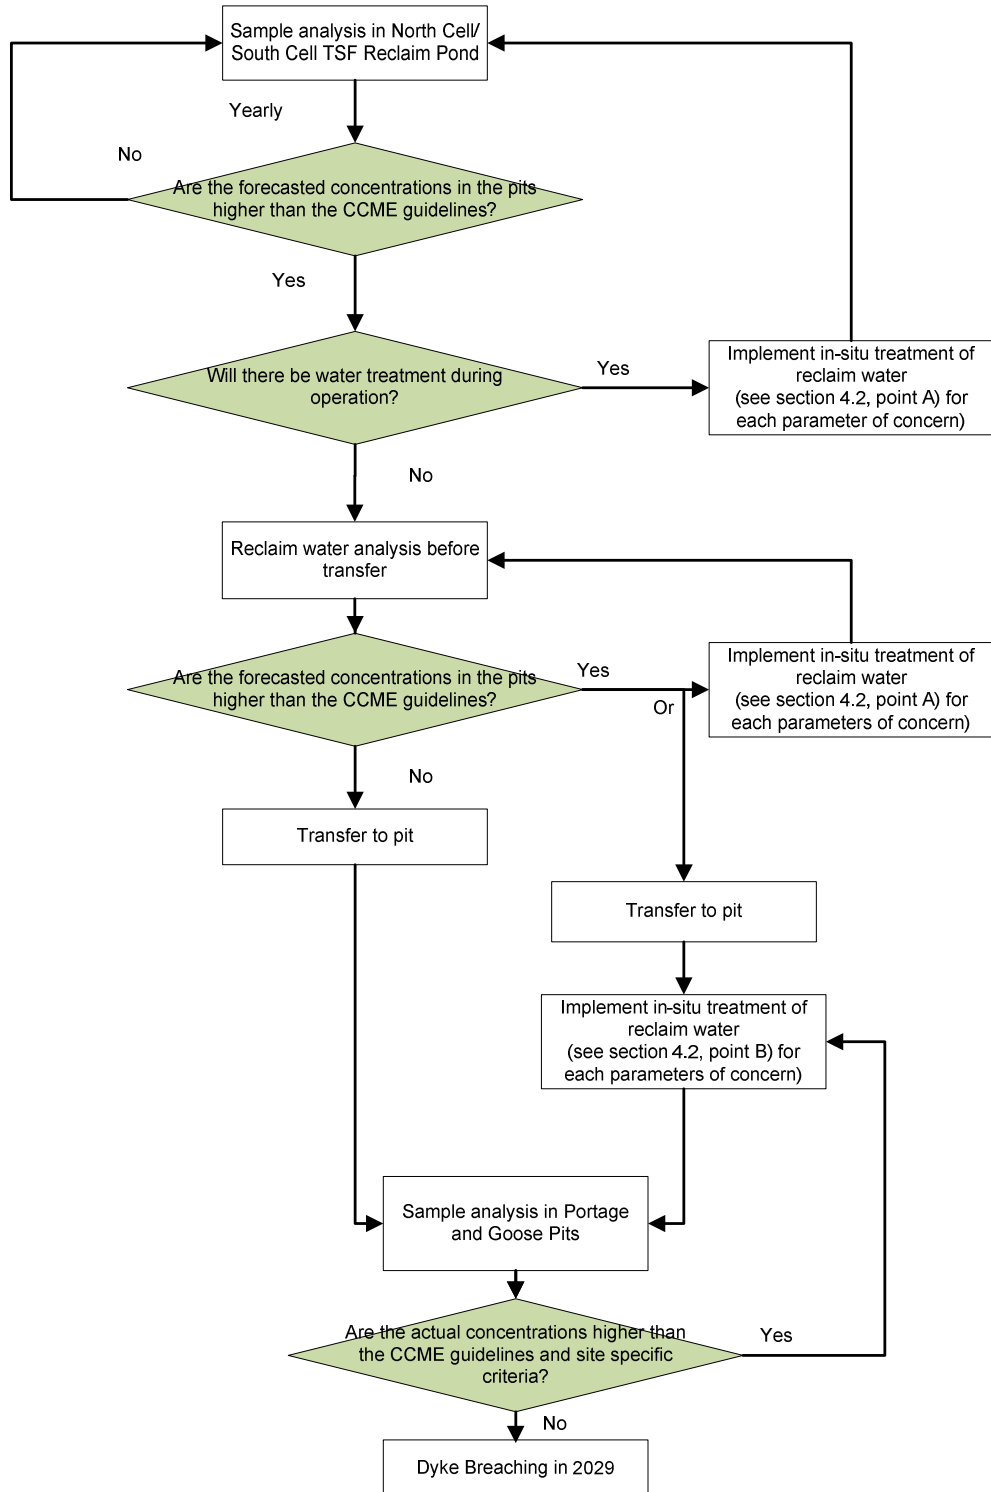 Sample analysis in North Cell/
South Cell TSF Reclaim Pond
Yearly
No
Are the forecasted concentrations in the pits
higher than the CCME guidelines?
Yes
Will there be water treatment during
operation?
Yes
Implement in-situ treatment of
reclaim water
(see section 4.2, point A) for
each parameter of concern)
No
Reclaim water analysis before
transfer
Are the forecasted concentrations in the pits
higher than the CCME guidelines?
Yes
Or
Implement in-situ treatment of
reclaim water
(see section 4.2, point A) for
each parameters of concern)
No
Transfer to pit
Transfer to pit
Implement in-situ treatment of
reclaim water
(see section 4.2, point B) for
each parameters of concern)
Sample analysis in Portage
and Goose Pits
Are the actual concentrations higher than
the CCME guidelines and site specific
criteria?
Yes
No
Dyke Breaching in 2029